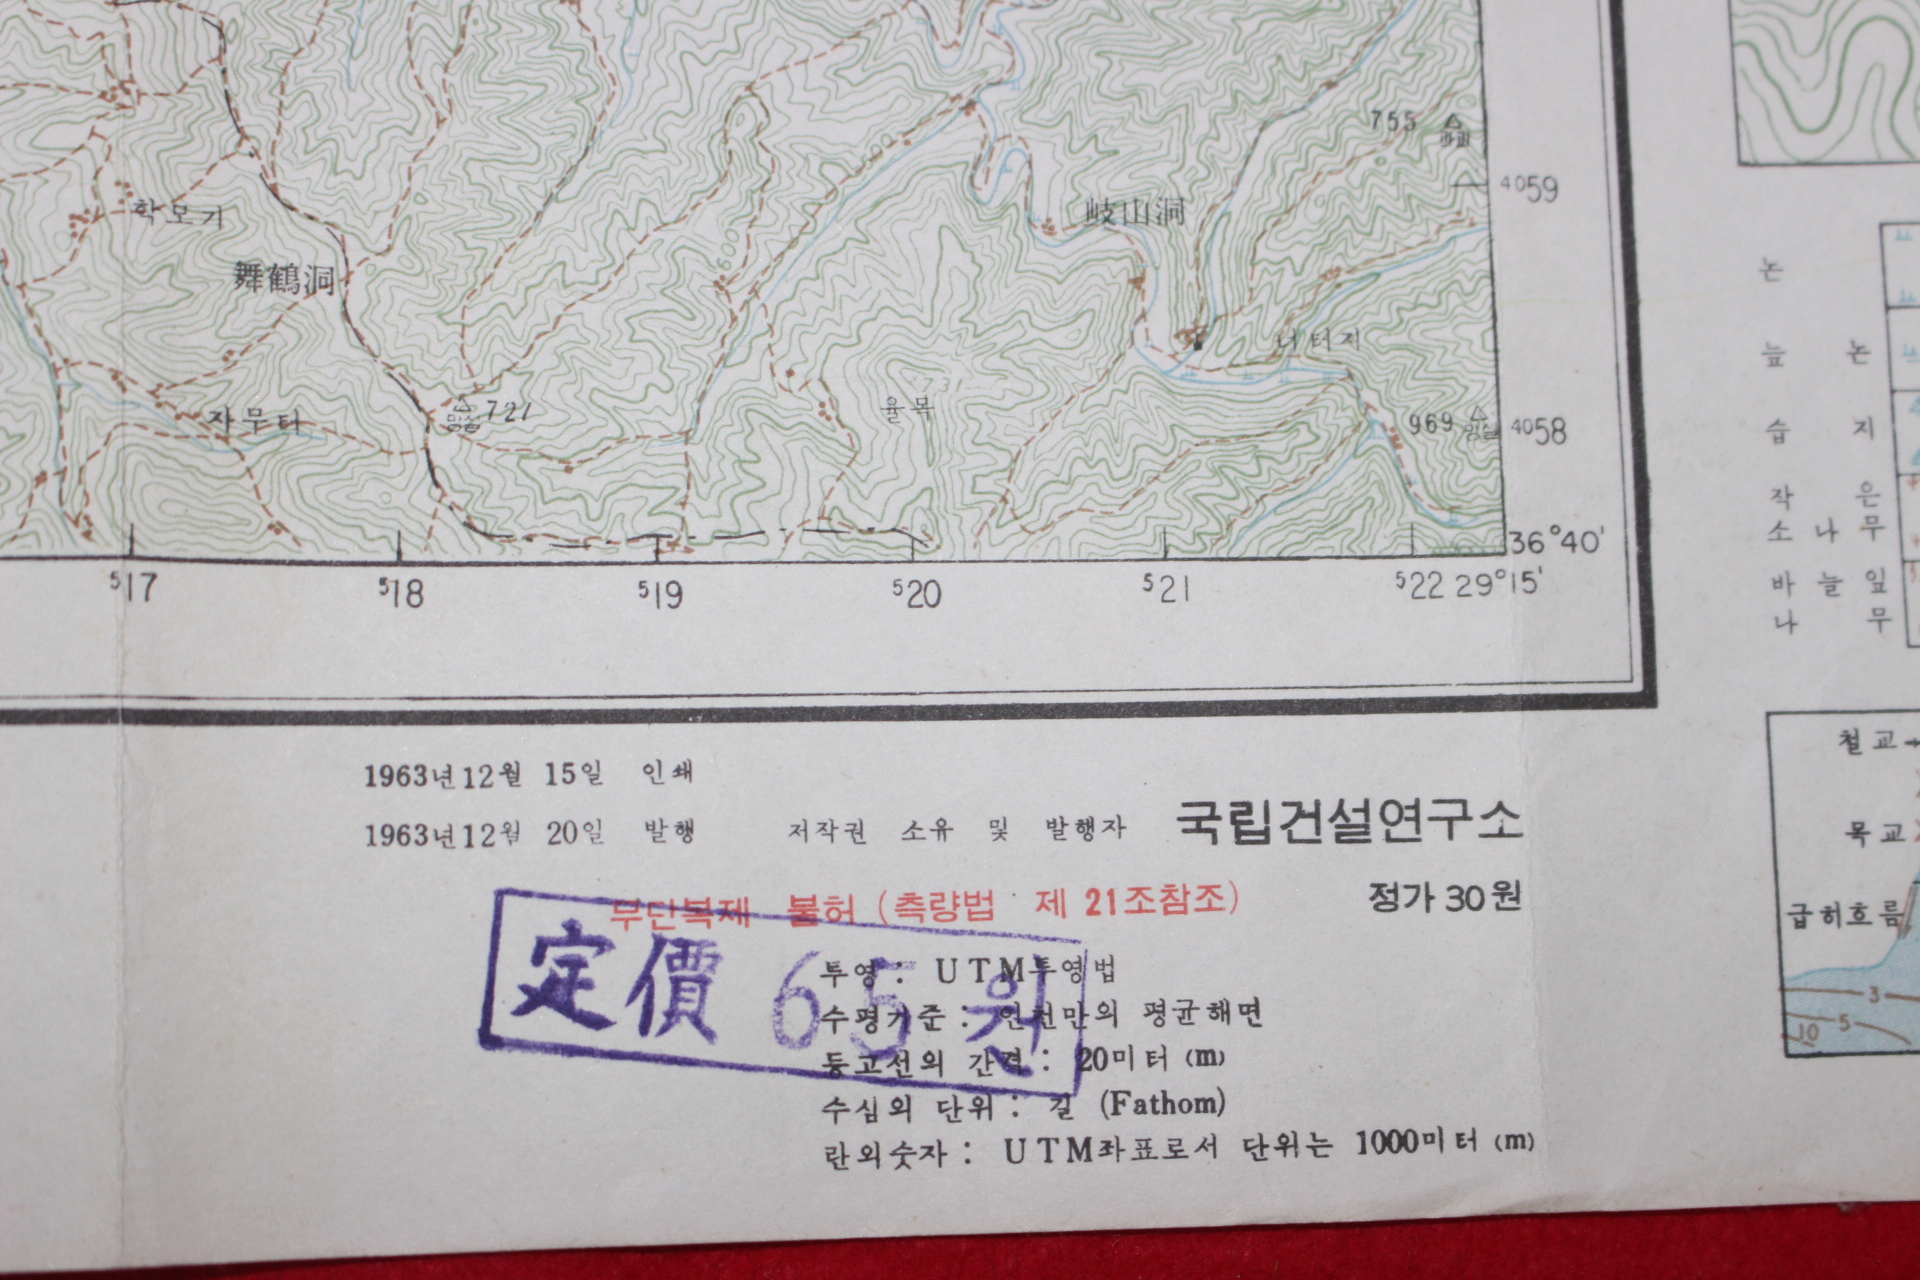 755
4059
학모기
岐山洞
舞鶴洞
너터지
721
자무터
율목
731
969
4058
36°40'
517 518 519 520 521 522 29°15'
1963년12월 15일 인쇄
1963년12월 20일 발행 저작권 소유 및 발행자 국립건설연구소
무단복제 불허 (측량법 제 21조참조) 정가 30원
定價 65원
투영 : UTM투영법
수평기준 : 인천만의 평균해면
등고선의 간격 : 20미터 (m)
수심의 단위 : 길 (Fathom)
란외숫자 : UTM좌표로서 단위는 1000미터 (m)
논
늪 논
습 지
작 은
소 나 무
바 늘 잎
나 무
철교
목교
급히흐름
3
5
10